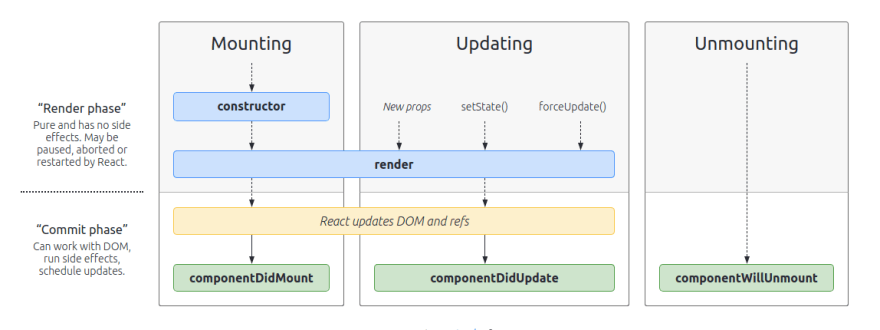 Mounting
Updating
Unmounting
“Render phase”
Pure and has no side
effects. May be
paused, aborted or
restarted by React.
constructor
New props
setState()
forceUpdate()
render
“Commit phase”
Can work with DOM,
run side effects,
schedule updates.
React updates DOM and refs
componentDidMount
componentDidUpdate
componentWillUnmount